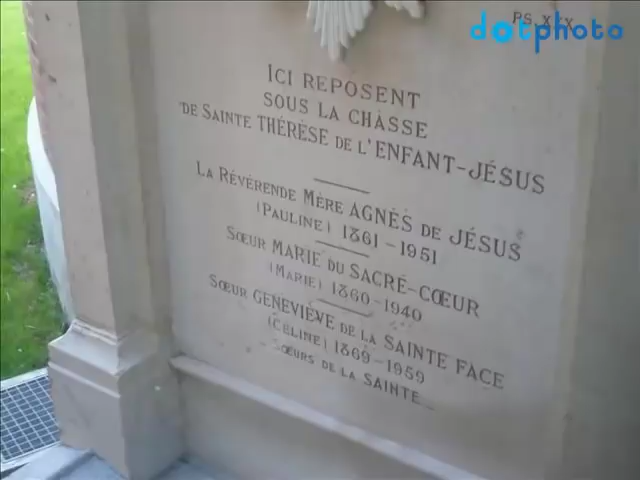 PS. XIX
dotphoto
ICI REPOSENT
SOUS LA CHÂSSE
DE SAINTE THÉRÈSE DE L'ENFANT-JÉSUS
LA RÉVÉRENDE MÈRE AGNÈS DE JÉSUS
(PAULINE) 1861-1951
SŒUR MARIE DU SACRÉ-CŒUR
(MARIE) 1860-1940
SŒUR GENEVIÈVE DE LA SAINTE FACE
(CÉLINE) 1869-1959
SŒURS DE LA SAINTE